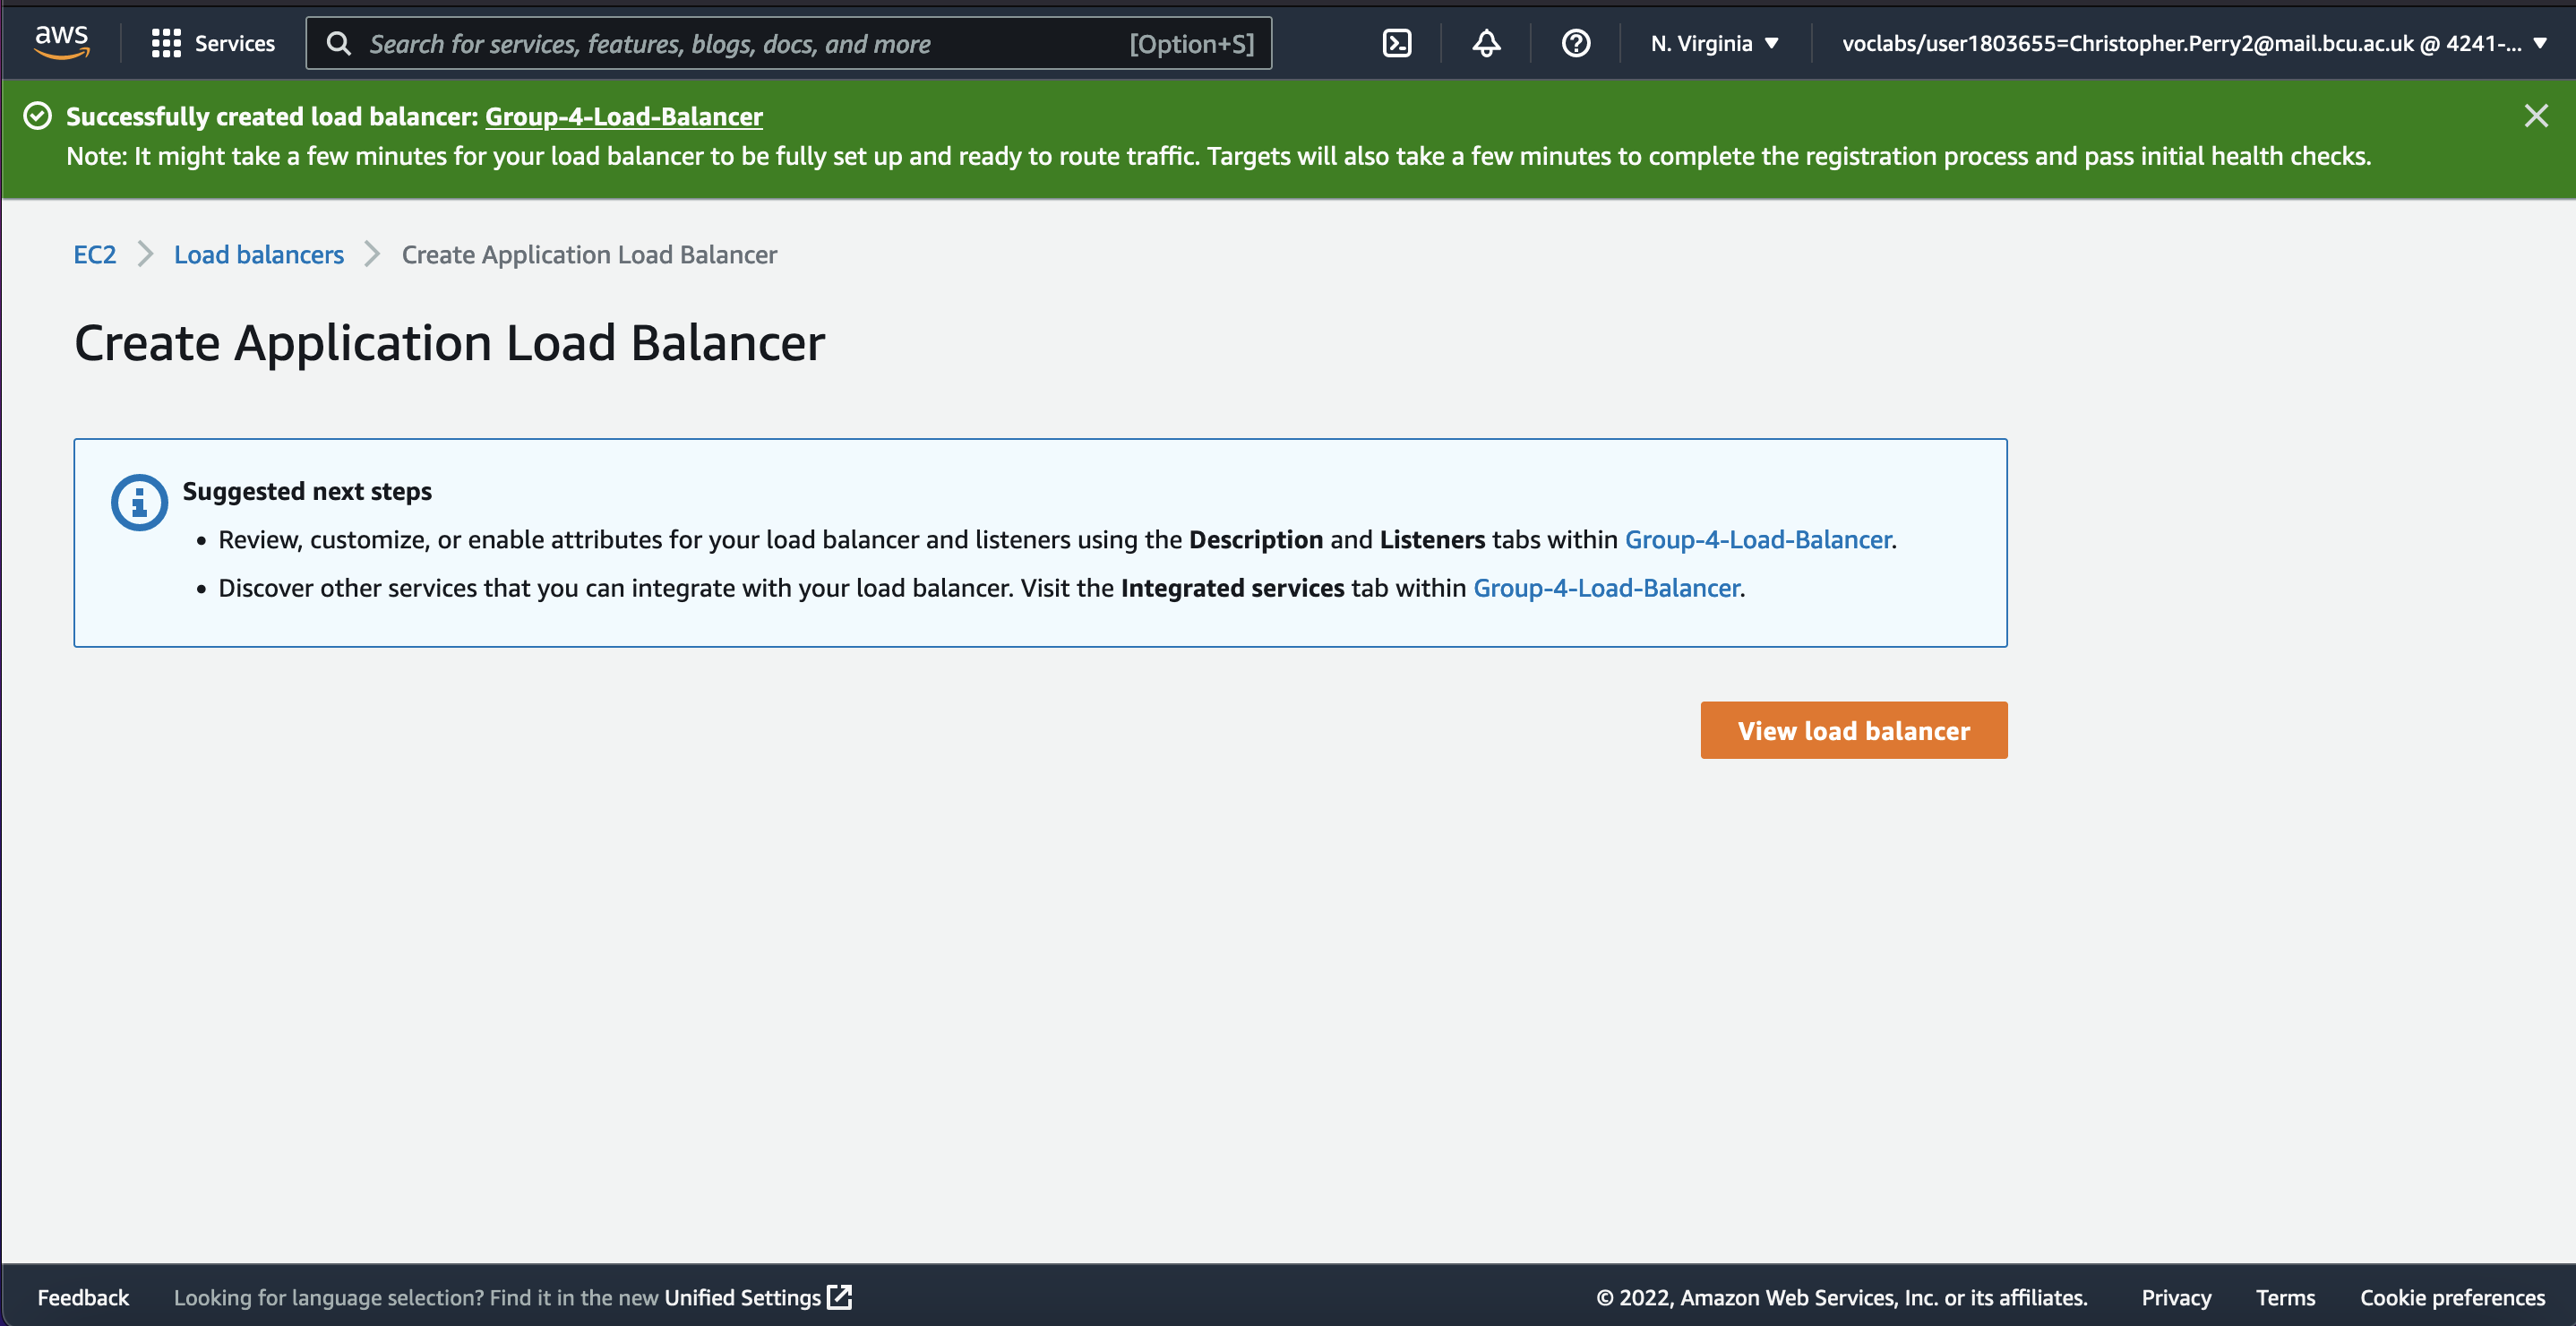 aws
Services
Search for services, features, blogs, docs, and more
[Option+S]
N. Virginia
voclabs/user1803655=Christopher.Perry2@mail.bcu.ac.uk @ 4241-...
Successfully created load balancer: Group-4-Load-Balancer
Note: It might take a few minutes for your load balancer to be fully set up and ready to route traffic. Targets will also take a few minutes to complete the registration process and pass initial health checks.
EC2 > Load balancers > Create Application Load Balancer
Create Application Load Balancer
Suggested next steps
• Review, customize, or enable attributes for your load balancer and listeners using the Description and Listeners tabs within Group-4-Load-Balancer.
• Discover other services that you can integrate with your load balancer. Visit the Integrated services tab within Group-4-Load-Balancer.
View load balancer
Feedback
Looking for language selection? Find it in the new Unified Settings
© 2022, Amazon Web Services, Inc. or its affiliates.
Privacy
Terms
Cookie preferences